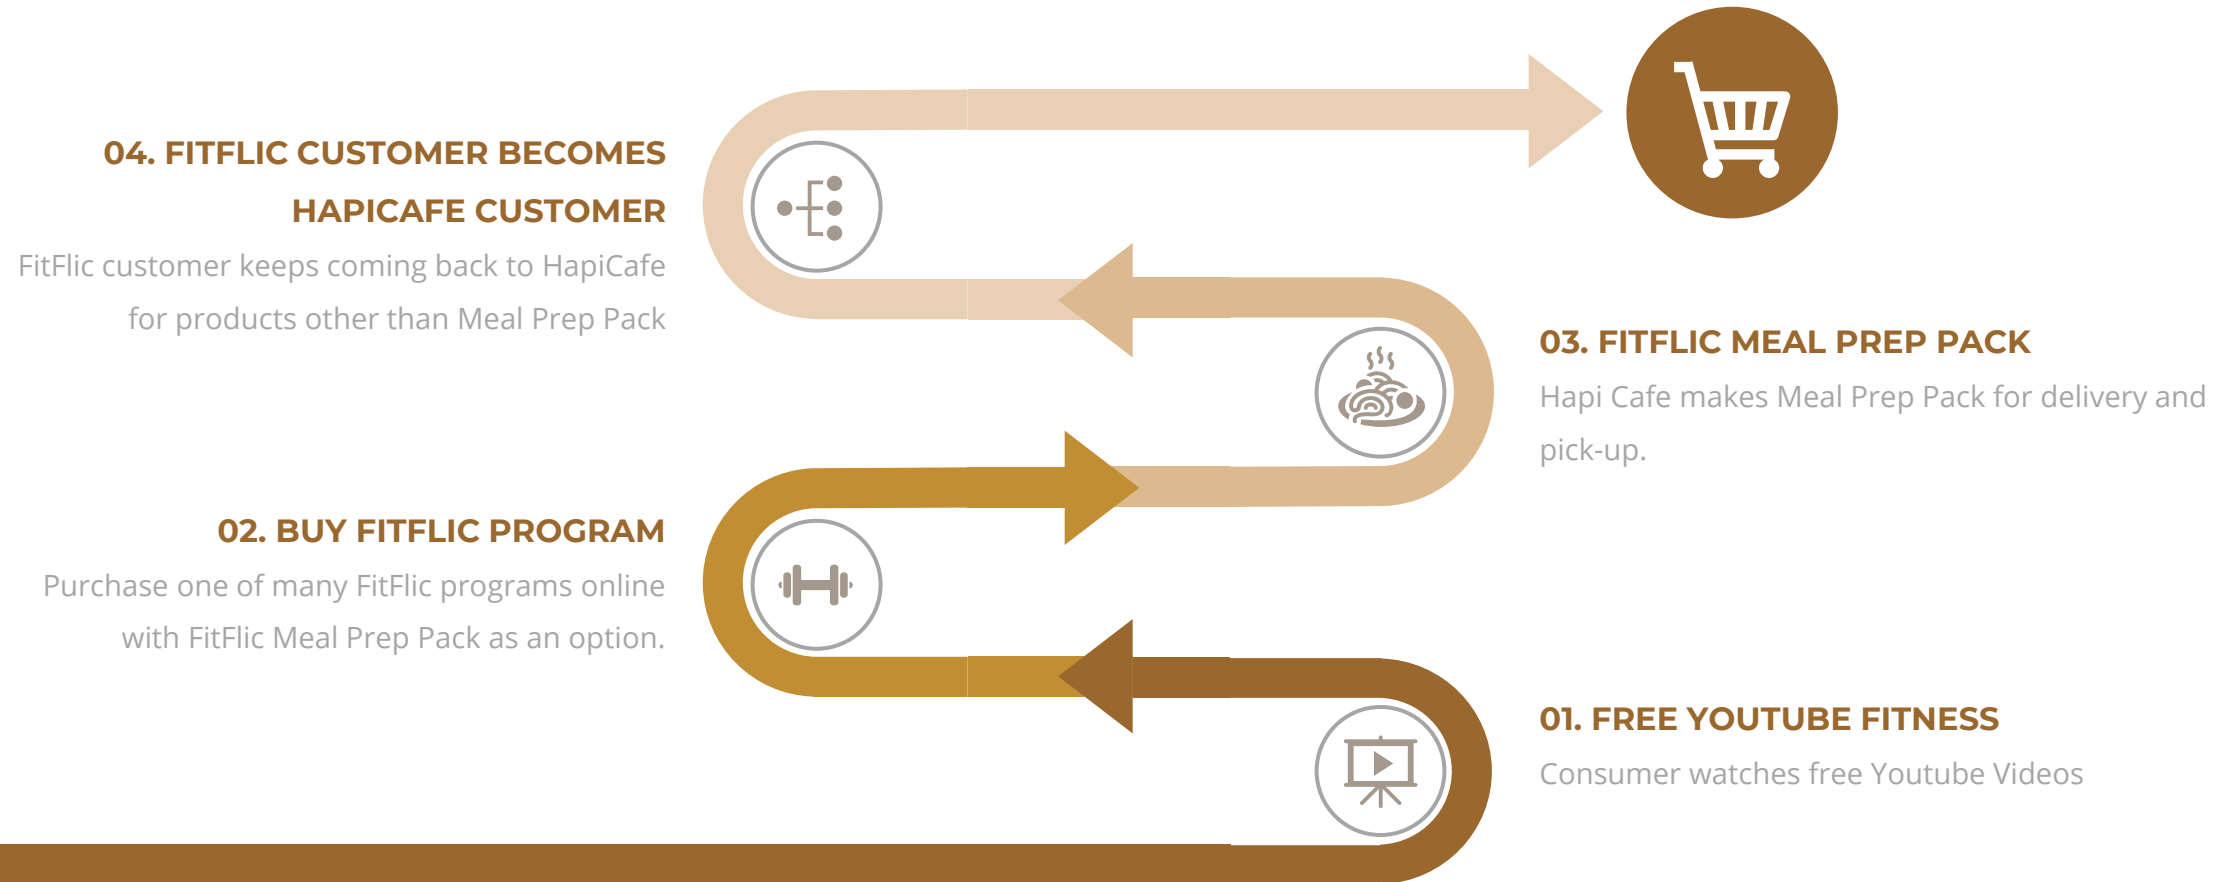 04. FITFLIC CUSTOMER BECOMES
HAPICAFE CUSTOMER
FitFlic customer keeps coming back to HapiCafe
for products other than Meal Prep Pack
03. FITFLIC MEAL PREP PACK
Hapi Cafe makes Meal Prep Pack for delivery and
pick-up.
02. BUY FITFLIC PROGRAM
Purchase one of many FitFlic programs online
with FitFlic Meal Prep Pack as an option.
01. FREE YOUTUBE FITNESS
Consumer watches free Youtube Videos